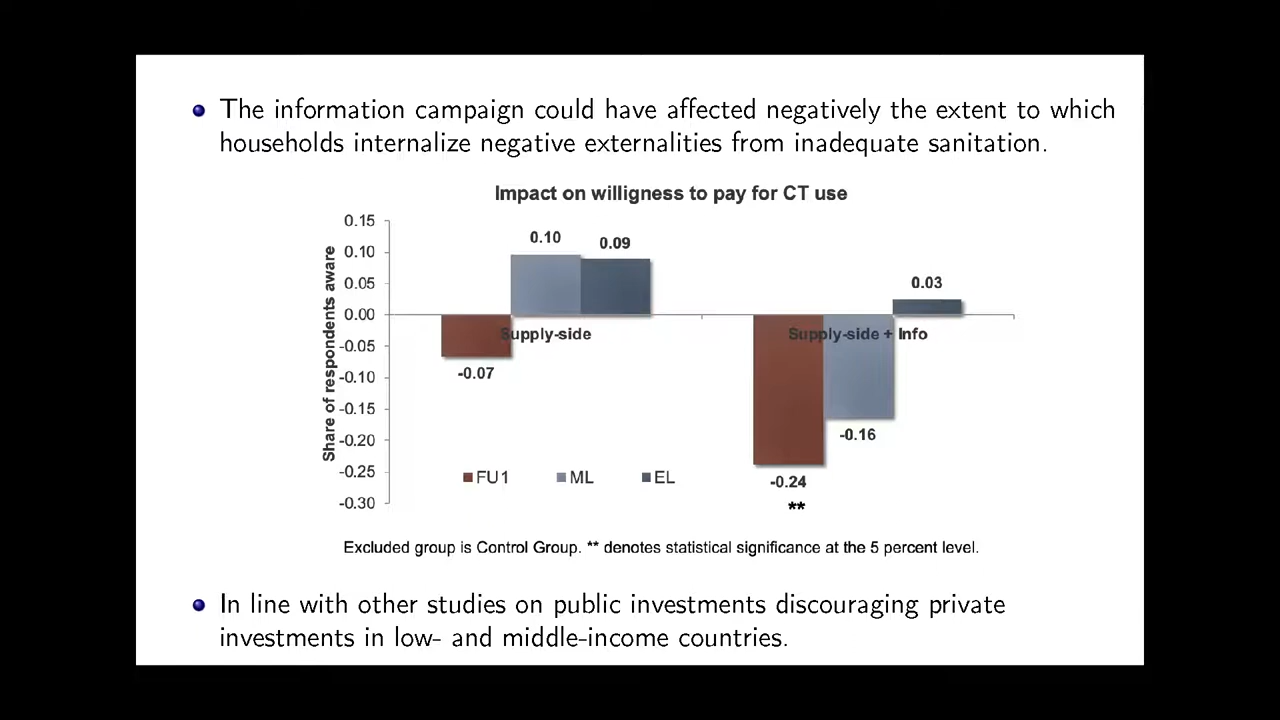 The information campaign could have affected negatively the extent to which
households internalize negative externalities from inadequate sanitation.
Impact on willigness to pay for CT use
Share of respondents aware
0.15
0.10
0.05
0.00
-0.05
-0.10
-0.15
-0.20
-0.25
-0.30
0.10
0.09
-0.07
Supply-side
0.03
Supply-side + Info
-0.16
-0.24
**
FU1 ML EL
Excluded group is Control Group. ** denotes statistical significance at the 5 percent level.
In line with other studies on public investments discouraging private
investments in low- and middle-income countries.